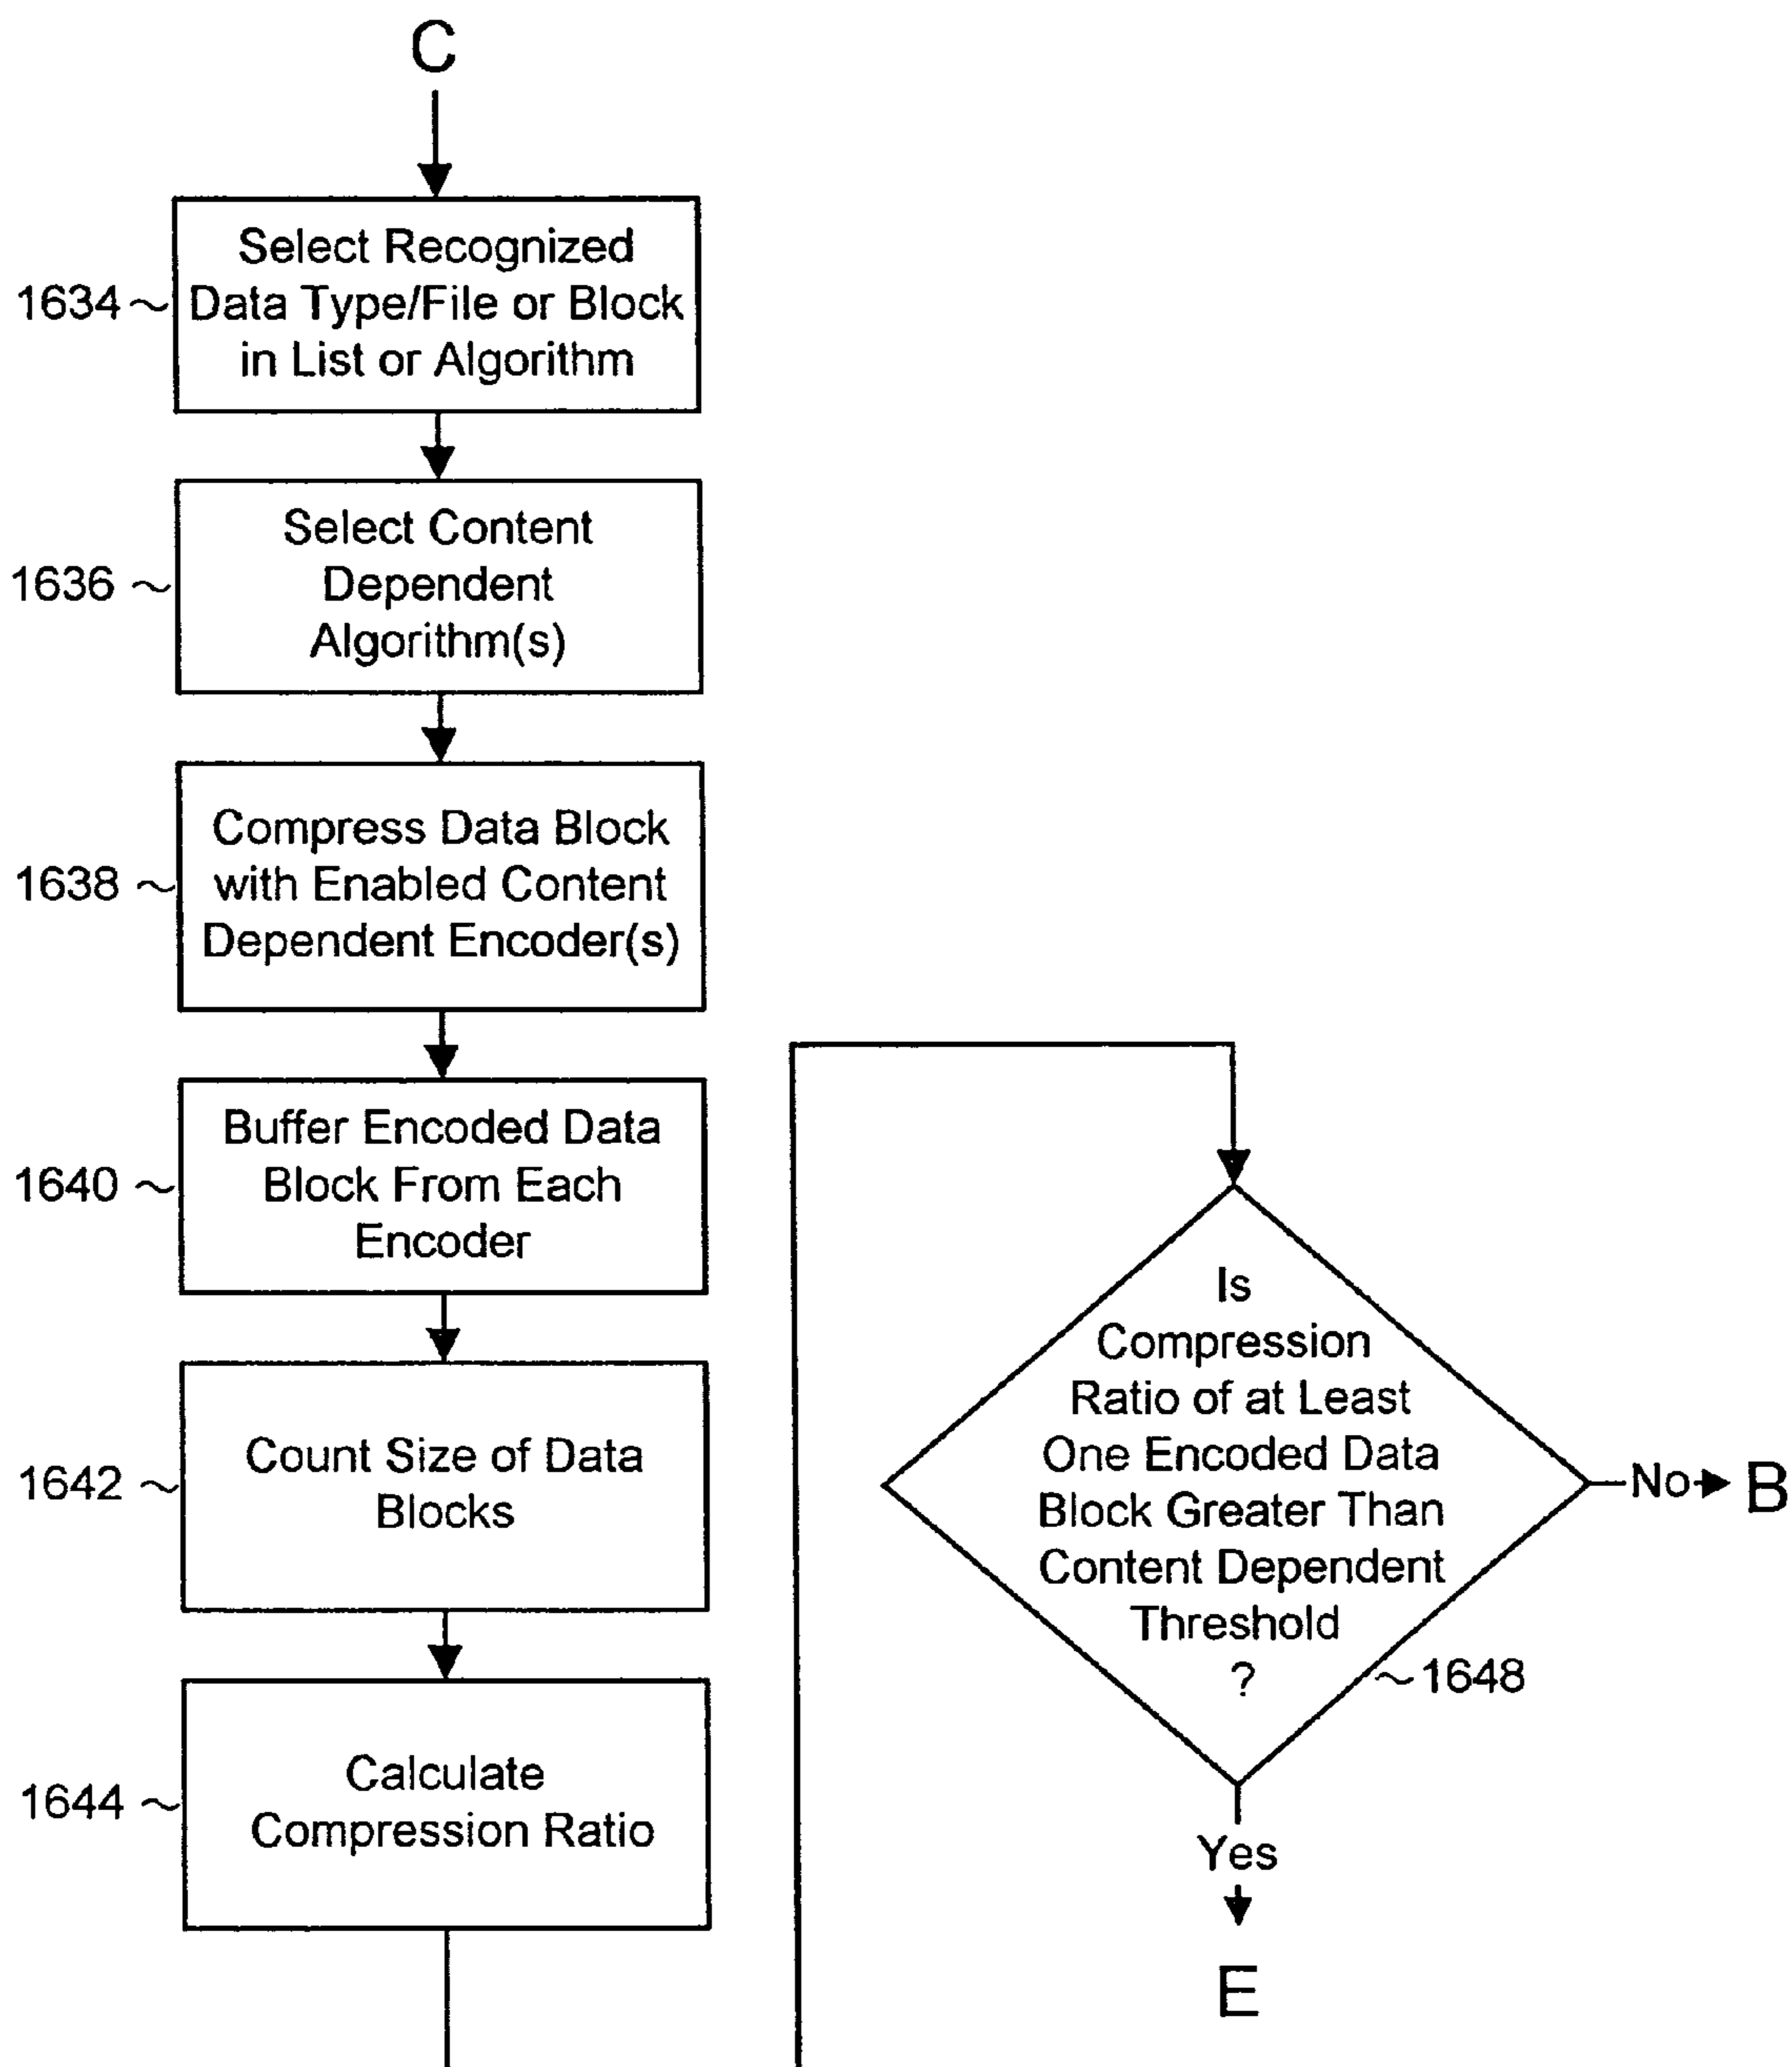 C
1634
Select Recognized
Data Type/File or Block
in List or Algorithm
1636
Select Content
Dependent
Algorithm(s)
1638
Compress Data Block
with Enabled Content
Dependent Encoder(s)
1640
Buffer Encoded Data
Block From Each
Encoder
1642
Count Size of Data
Blocks
1644
Calculate
Compression Ratio
Is
Compression
Ratio of at Least
One Encoded Data
Block Greater Than
Content Dependent
Threshold
?
1648
No
B
Yes
E